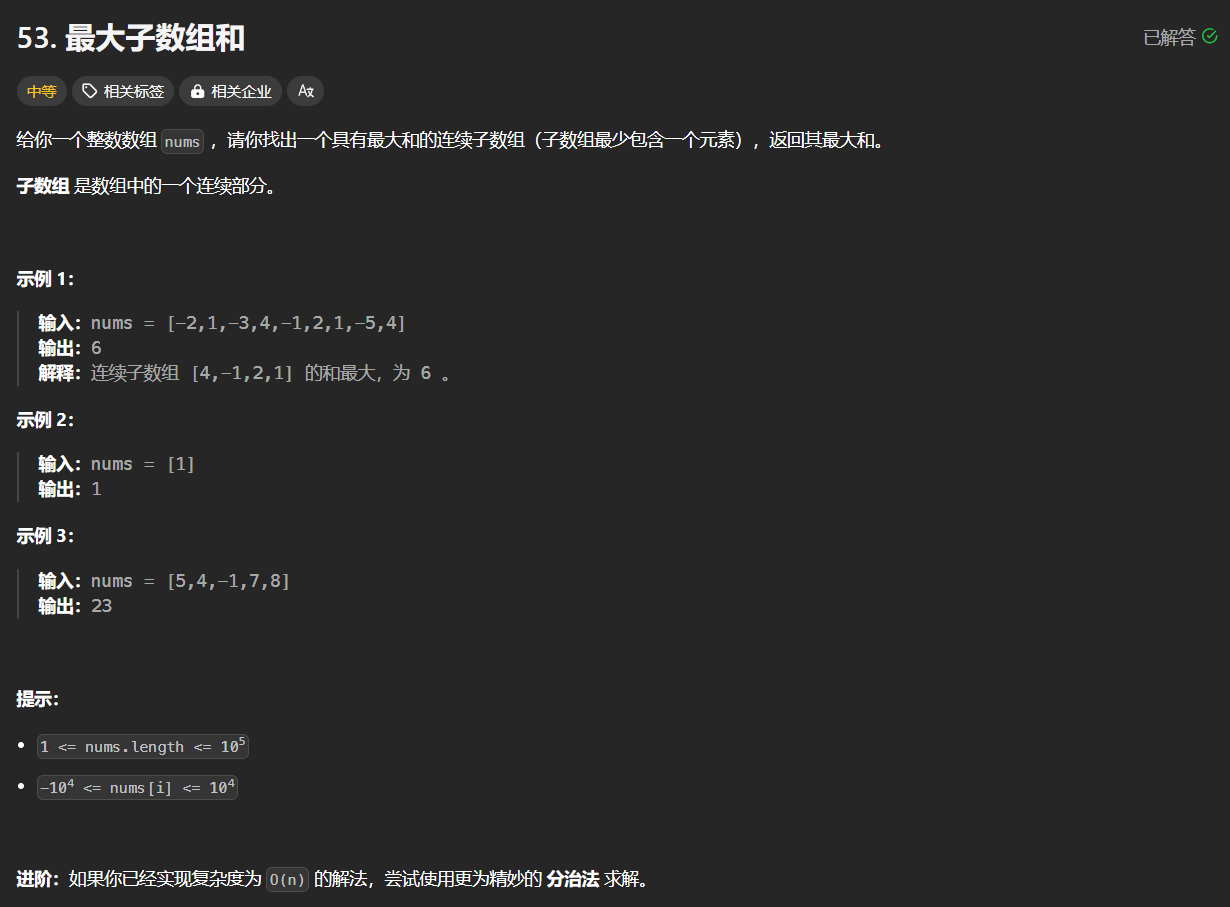 53. 最大子数组和
已解答
中等 相关标签 相关企业 Ax
给你一个整数数组 nums ，请你找出一个具有最大和的连续子数组（子数组最少包含一个元素），返回其最大和。
子数组 是数组中的一个连续部分。
示例 1：
输入：nums = [-2,1,-3,4,-1,2,1,-5,4]
输出：6
解释：连续子数组 [4,-1,2,1] 的和最大，为 6 。
示例 2：
输入：nums = [1]
输出：1
示例 3：
输入：nums = [5,4,-1,7,8]
输出：23
提示：
• 1 <= nums.length <= 10⁵
• -10⁴ <= nums[i] <= 10⁴
进阶：如果你已经实现复杂度为 O(n) 的解法，尝试使用更为精妙的 分治法 求解。